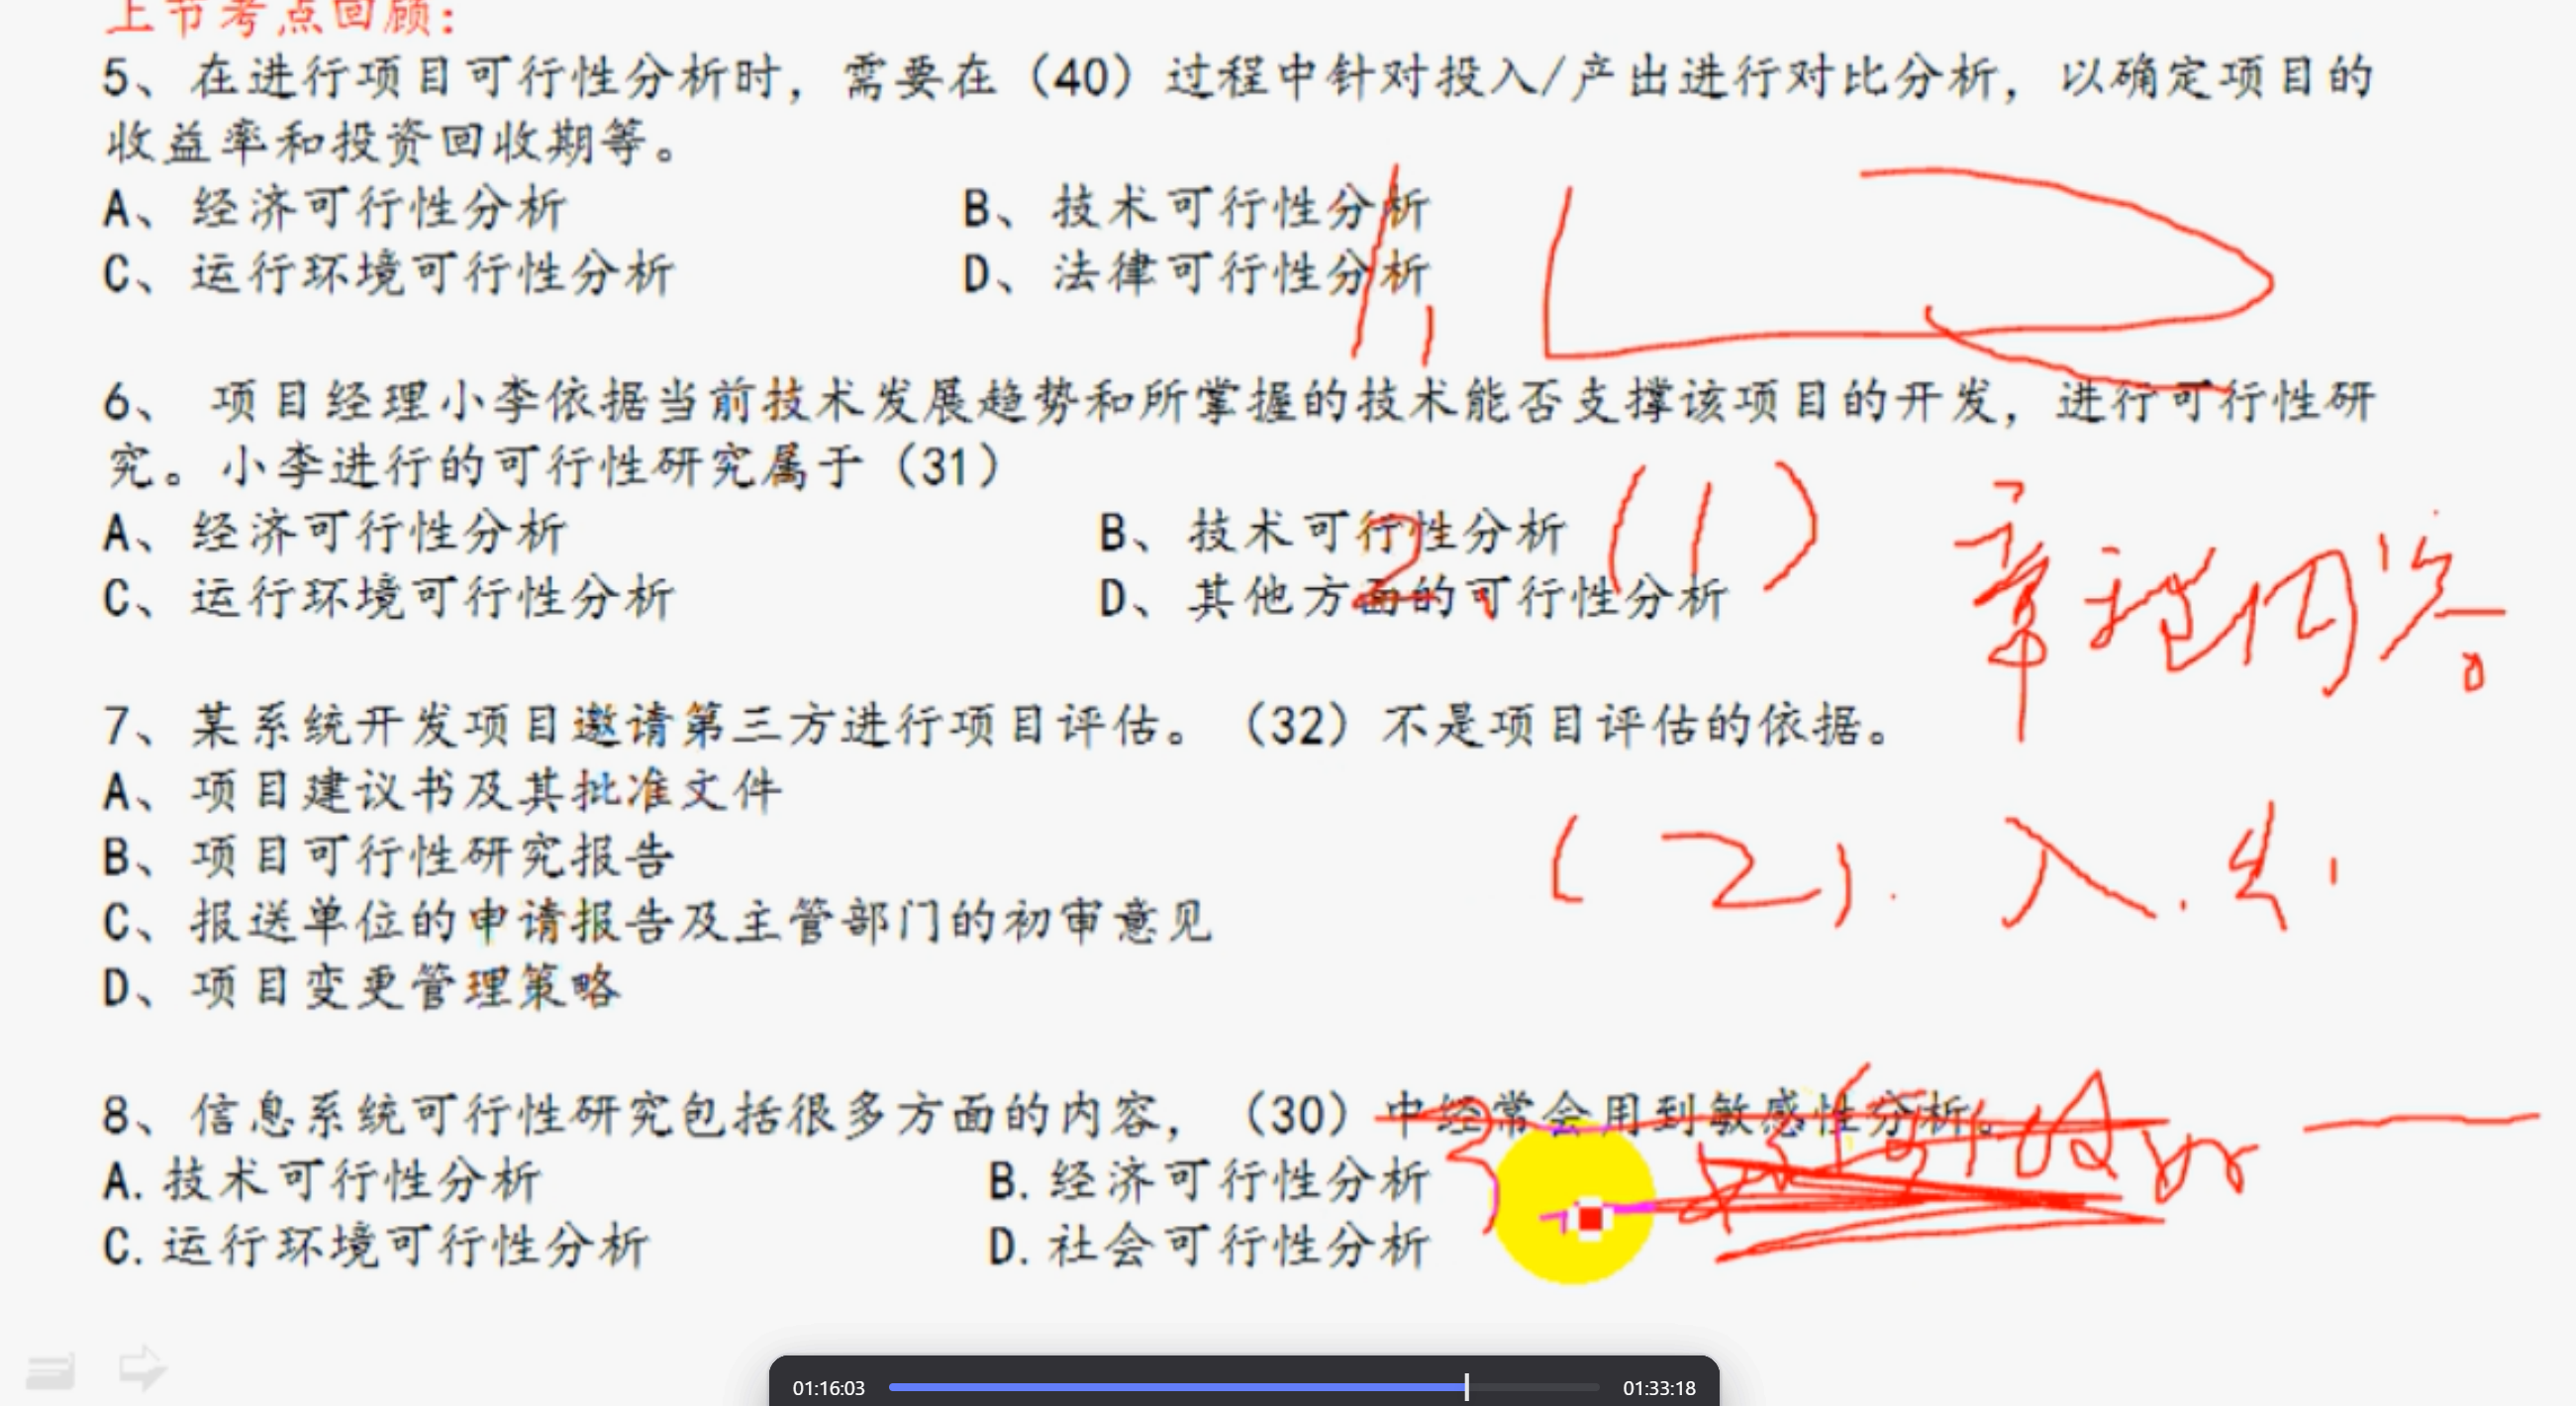 上节考点回顾：
5、在进行项目可行性分析时，需要在（40）过程中针对投入/产出进行对比分析，以确定项目的
收益率和投资回收期等。
A、经济可行性分析 B、技术可行性分析
C、运行环境可行性分析 D、法律可行性分析
6、 项目经理小李依据当前技术发展趋势和所掌握的技术能否支撑该项目的开发，进行可行性研
究。小李进行的可行性研究属于（31）
A、经济可行性分析 B、技术可行性分析 (1)
C、运行环境可行性分析 D、其他方面的可行性分析
2、
7、某系统开发项目邀请第三方进行项目评估。（32）不是项目评估的依据。
A、项目建议书及其批准文件
B、项目可行性研究报告
(2).
C、报送单位的申请报告及主管部门的初审意见
D、项目变更管理策略
8、信息系统可行性研究包括很多方面的内容，（30）中经常会用到敏感性分析。
A.技术可行性分析 B.经济可行性分析
C.运行环境可行性分析 D.社会可行性分析
01:16:03 01:33:18